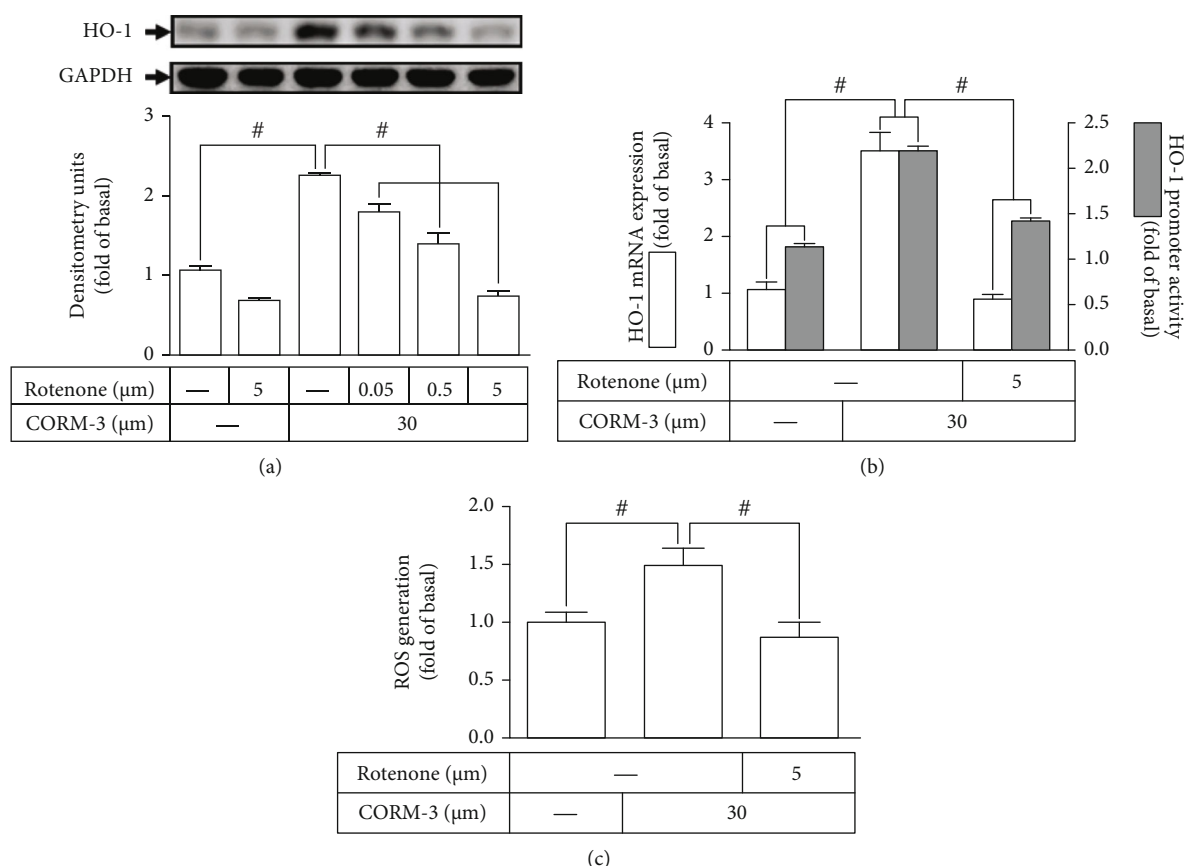 HO-1
GAPDH
Densitometry units
(fold of basal)
3
2
1
0
# #
Rotenone (μm) — 5 — 0.05 0.5 5
CORM-3 (μm) — 30
(a)
HO-1 mRNA expression
(fold of basal)
4
3
2
1
0
# #
2.5
2.0
1.5
1.0
0.5
0.0
HO-1 promoter activity
(fold of basal)
Rotenone (μm) — 5
CORM-3 (μm) — 30
(b)
ROS generation
(fold of basal)
2.0
1.5
1.0
0.5
0.0
# #
Rotenone (μm) — 5
CORM-3 (μm) — 30
(c)